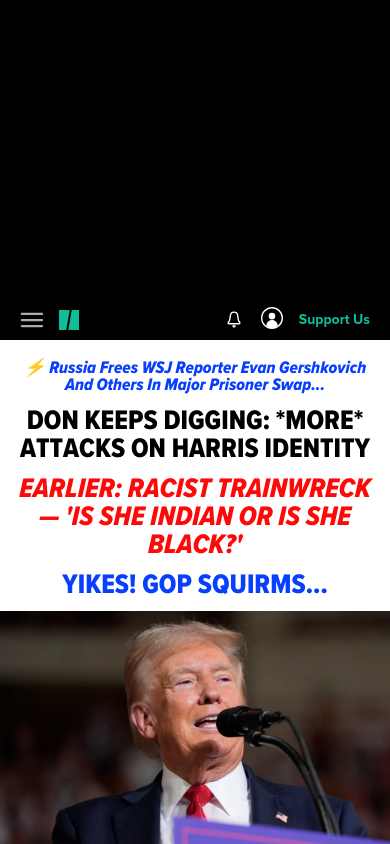 Support Us
⚡ Russia Frees WSJ Reporter Evan Gershkovich
And Others In Major Prisoner Swap...
DON KEEPS DIGGING: *MORE*
ATTACKS ON HARRIS IDENTITY
EARLIER: RACIST TRAINWRECK
— 'IS SHE INDIAN OR IS SHE
BLACK?'
YIKES! GOP SQUIRMS...